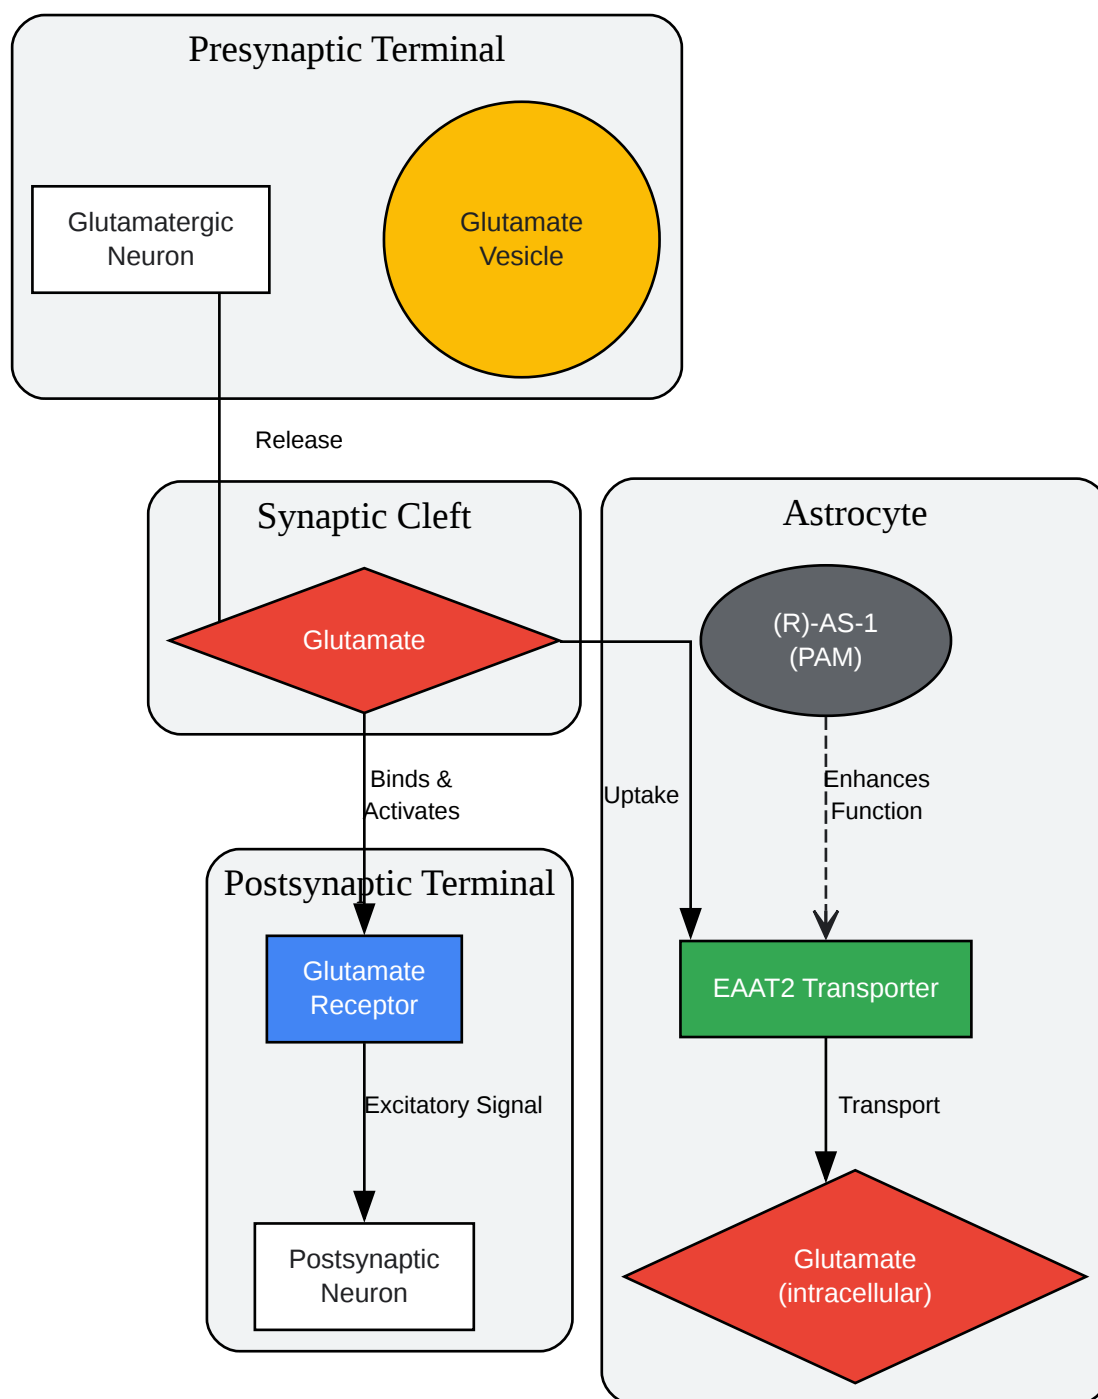 Presynaptic Terminal
Glutamatergic
Neuron
Glutamate
Vesicle
Release
Synaptic Cleft
Glutamate
Astrocyte
(R)-AS-1
(PAM)
Binds &
Activates
Uptake
Enhances
Function
Postsynaptic Terminal
Glutamate
Receptor
EAAT2 Transporter
Excitatory Signal
Transport
Postsynaptic
Neuron
Glutamate
(intracellular)